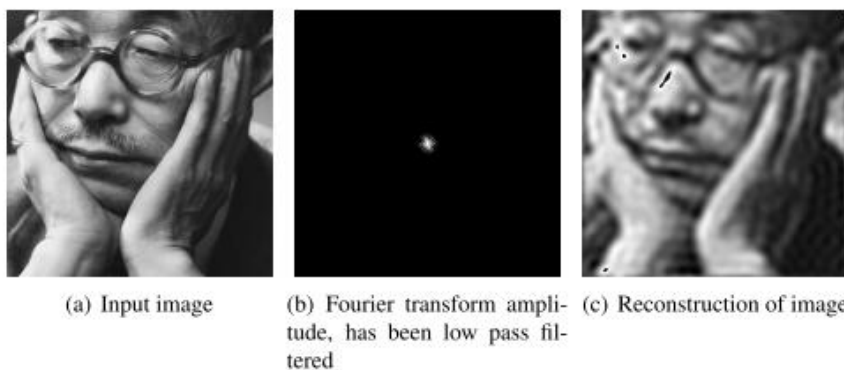 (a) Input image
(b) Fourier transform ampli-
tude, has been low pass fil-
tered
(c) Reconstruction of image